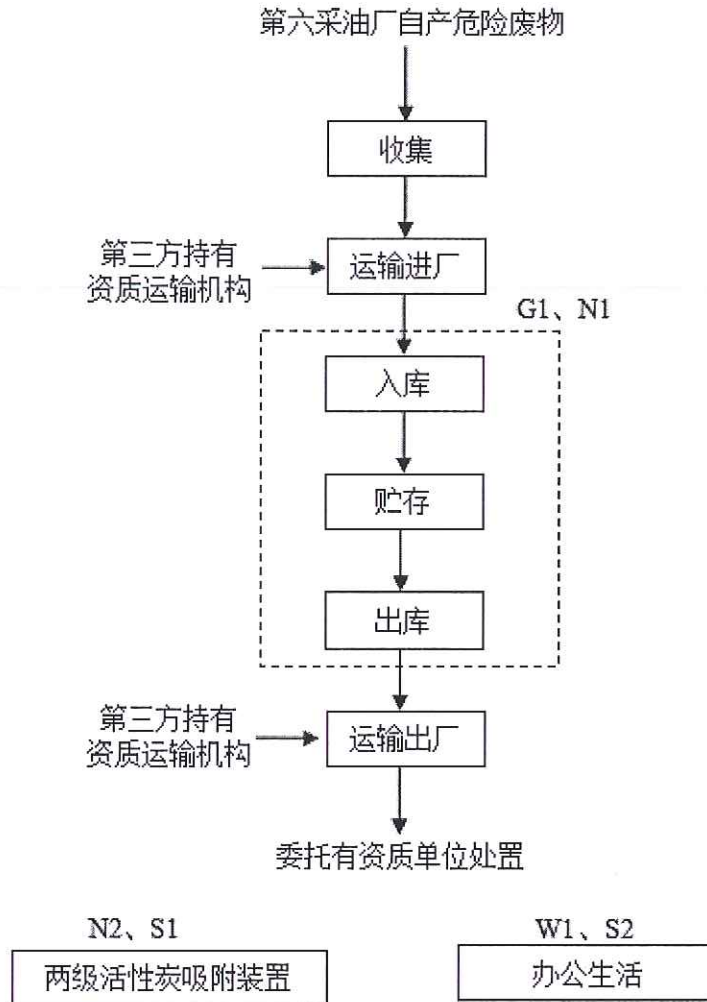 第六采油厂自产危险废物
收集
第三方持有
资质运输机构
运输进厂
G1、N1
入库
贮存
出库
第三方持有
资质运输机构
运输出厂
委托有资质单位处置
N2、S1
W1、S2
两级活性炭吸附装置
办公生活